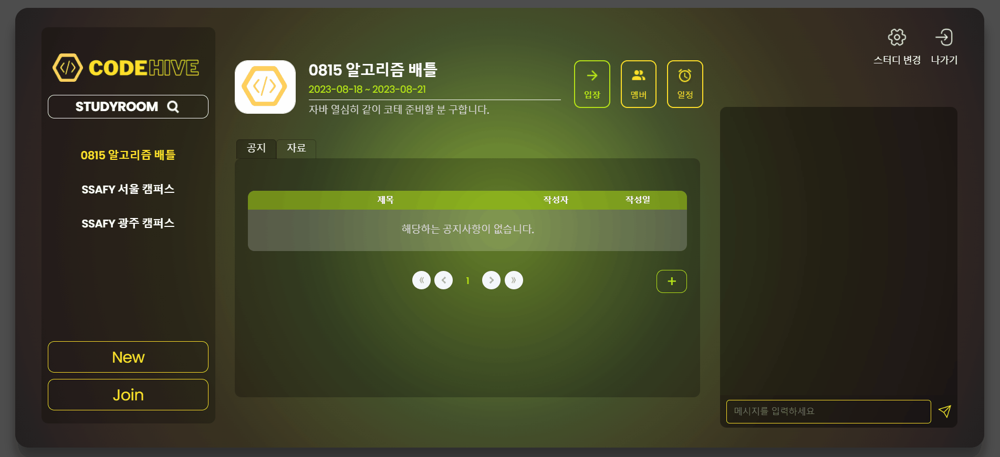 CODEHIVE
STUDYROOM
0815 알고리즘 배틀
SSAFY 서울 캠퍼스
SSAFY 광주 캠퍼스
New
Join
0815 알고리즘 배틀
2023-08-18 ~ 2023-08-21
자바 열심히 같이 코테 준비할 분 구합니다.
입장
멤버
일정
스터디 변경
나가기
공지
자료
제목 작성자 작성일
해당하는 공지사항이 없습니다.
« ‹ 1 › »
+
메시지를 입력하세요